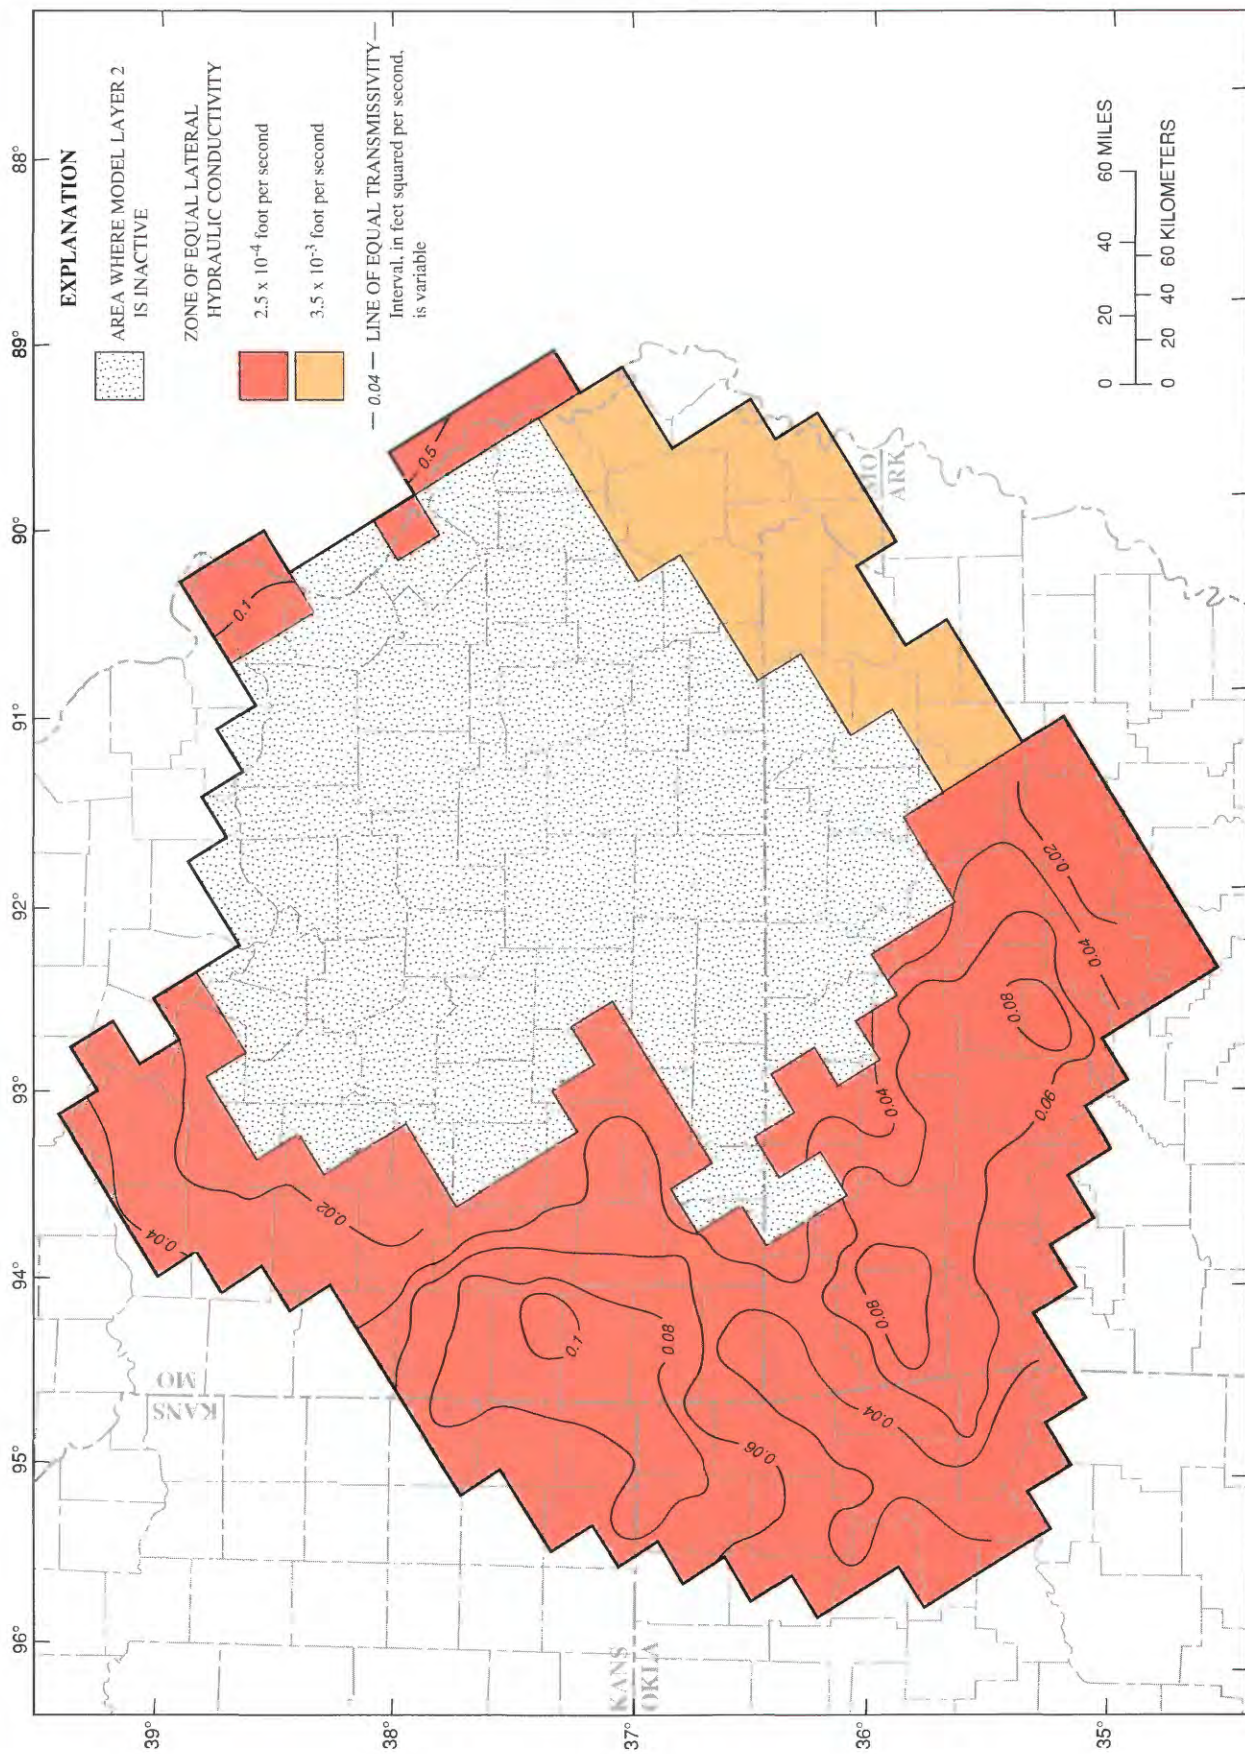 EXPLANATION
AREA WHERE MODEL LAYER 2
IS INACTIVE
ZONE OF EQUAL LATERAL
HYDRAULIC CONDUCTIVITY
2.5 x 10⁻⁴ foot per second
3.5 x 10⁻³ foot per second
— 0.04 — LINE OF EQUAL TRANSMISSIVITY—
Interval, in feet squared per second,
is variable
96°
95°
94°
93°
92°
91°
90°
89°
88°
39°
38°
37°
36°
35°
KANS
MO
KANS
OKLA
MO
ARK
0.04
0.02
0.1
0.08
0.06
0.04
0.08
0.04
0.06
0.08
0.04
0.02
0.1
0.5
0 20 40 60 MILES
0 20 40 60 KILOMETERS